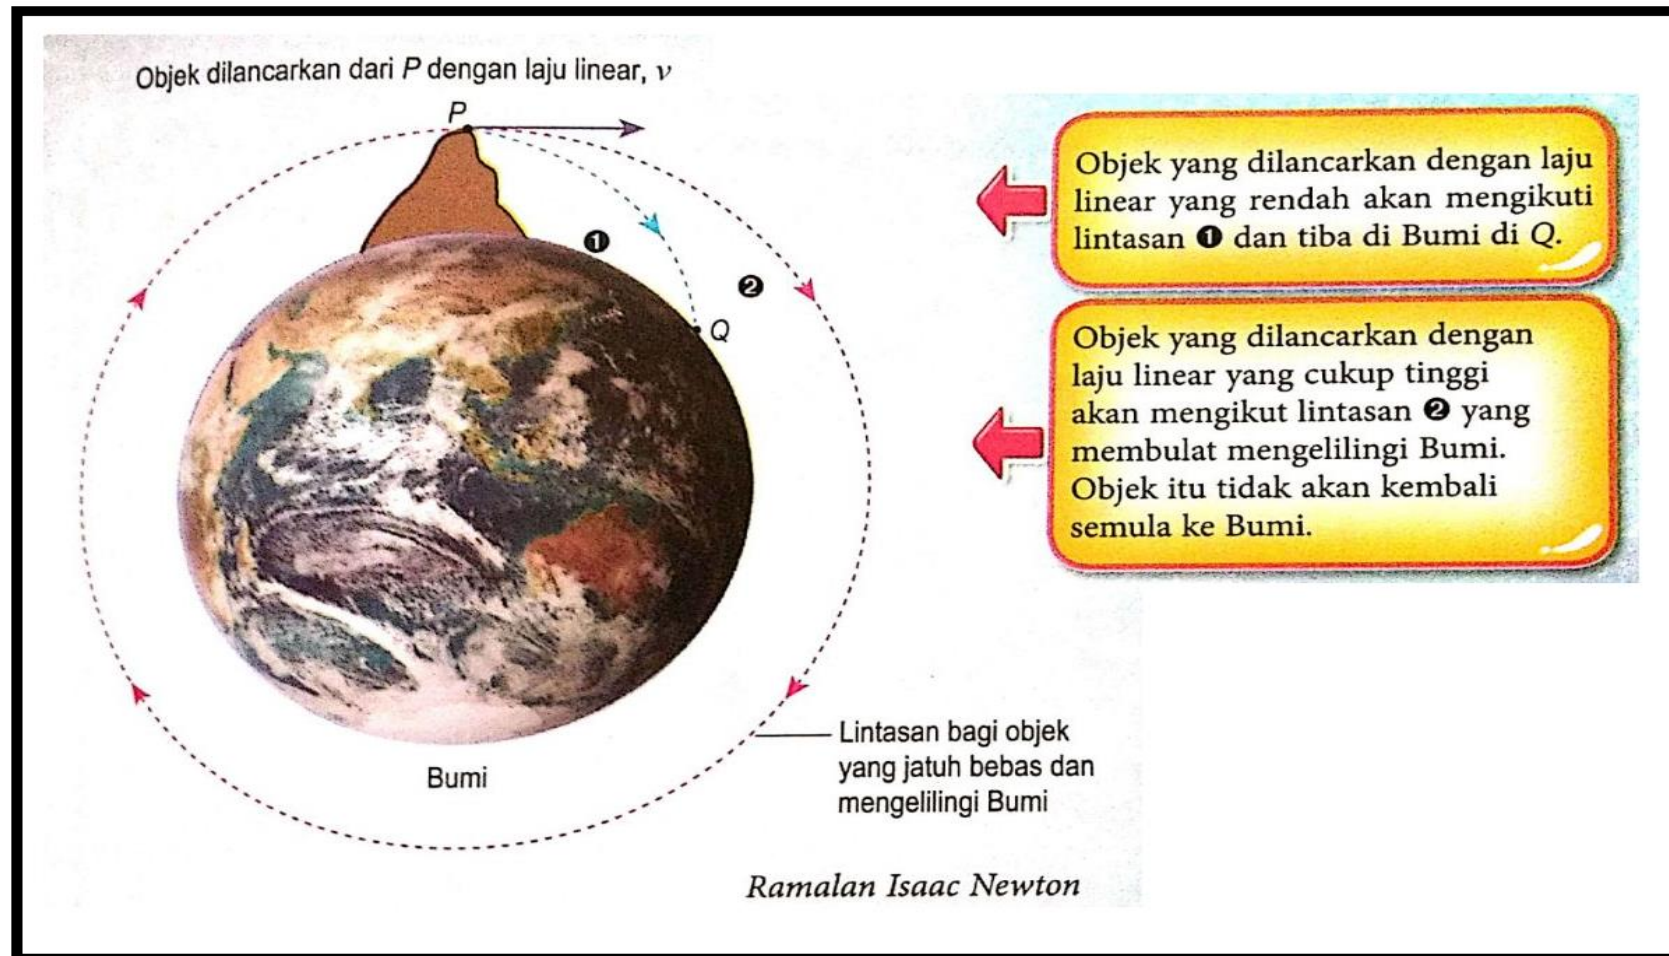 Objek dilancarkan dari P dengan laju linear, v
P
Objek yang dilancarkan dengan laju
linear yang rendah akan mengikuti
lintasan ❶ dan tiba di Bumi di Q.
❶
❷
Q
Objek yang dilancarkan dengan
laju linear yang cukup tinggi
akan mengikut lintasan ❷ yang
membulat mengelilingi Bumi.
Objek itu tidak akan kembali
semula ke Bumi.
Lintasan bagi objek
yang jatuh bebas dan
mengelilingi Bumi
Bumi
Ramalan Isaac Newton